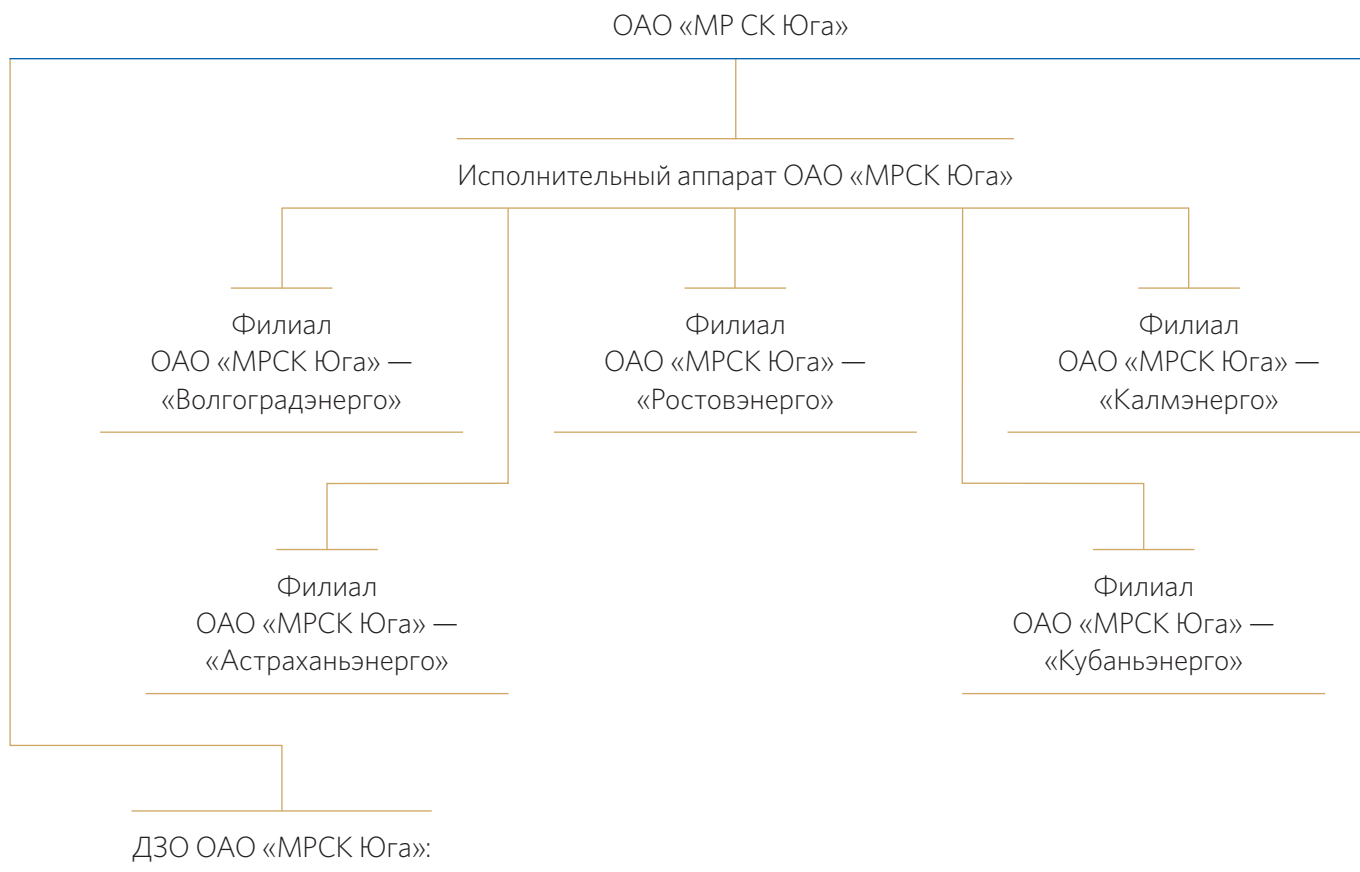 ОАО «МР СК Юга»
Исполнительный аппарат ОАО «МРСК Юга»
Филиал
ОАО «МРСК Юга» —
«Волгоградэнерго»
Филиал
ОАО «МРСК Юга» —
«Ростовэнерго»
Филиал
ОАО «МРСК Юга» —
«Калмэнерго»
Филиал
ОАО «МРСК Юга» —
«Астраханьэнерго»
Филиал
ОАО «МРСК Юга» —
«Кубаньэнерго»
ДЗО ОАО «МРСК Юга»: